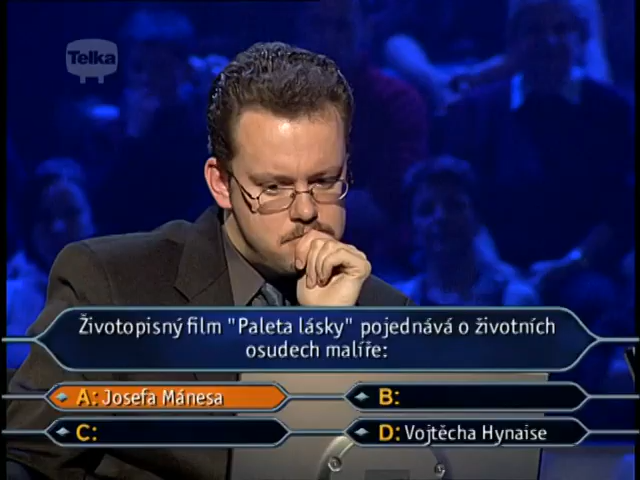 Telka
Životopisný film "Paleta lásky" pojednává o životních
osudech malíře:
A: Josefa Mánesa
B:
C:
D: Vojtěcha Hynaise